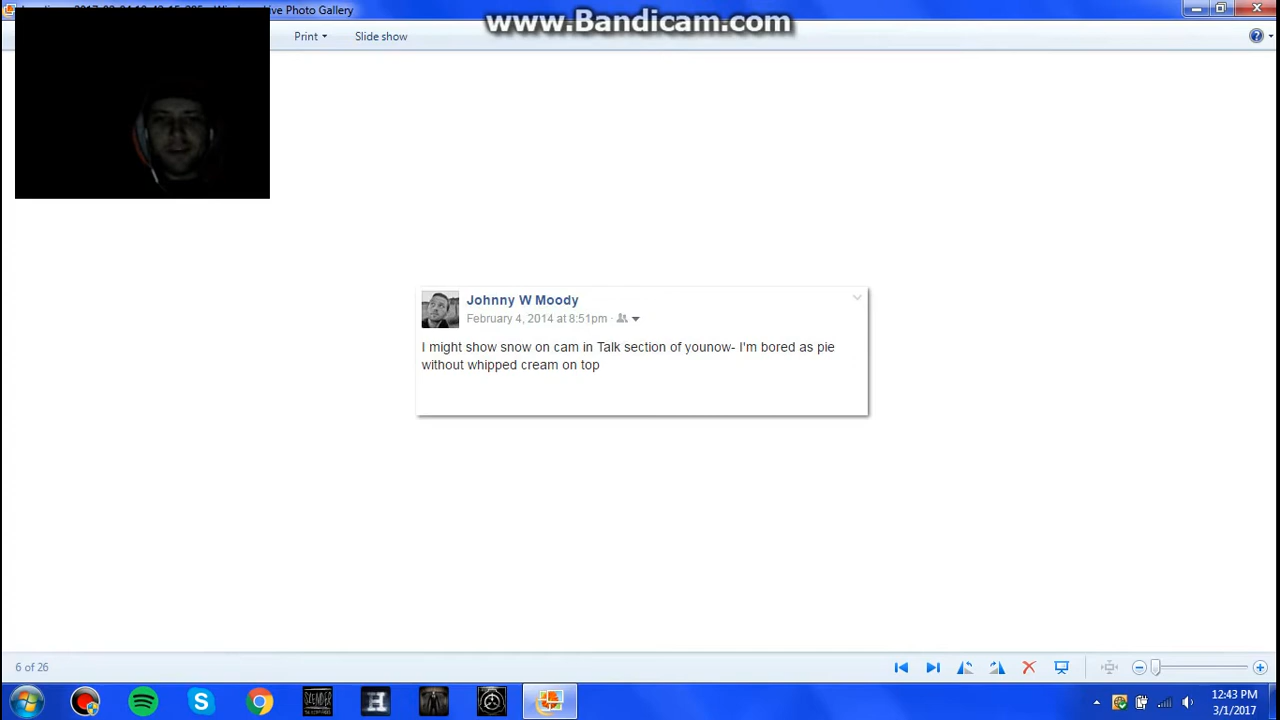 Live Photo Gallery
www.Bandicam.com
Print
Slide show
Johnny W Moody
February 4, 2014 at 8:51pm ·
I might show snow on cam in Talk section of younow- I'm bored as pie
without whipped cream on top
6 of 26
SLENDER
H
12:43 PM
3/1/2017